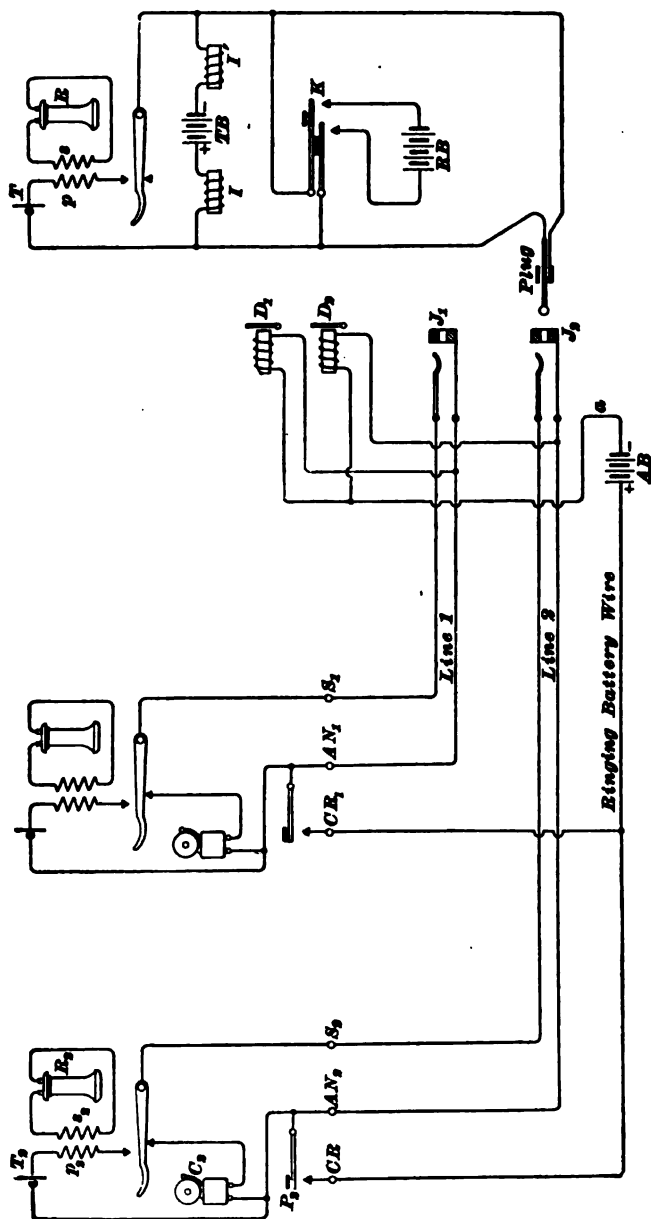 T
R
p
s
I
+
TB
−
I'
K
RB
Plug
D₁
D₂
J₁
J₂
a
−
AB
+
Line 1
Line 2
Ringing Battery Wire
S₁
AN₁
CR₁
T₂
R₂
p₂
s₂
C₂
P₂
S₂
AN₂
CR